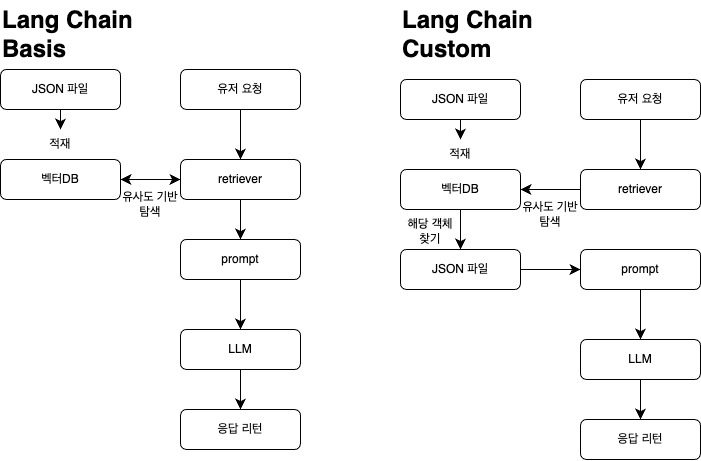 Lang Chain
Basis
JSON 파일
유저 요청
적재
벡터DB
유사도 기반
탐색
retriever
prompt
LLM
응답 리턴
Lang Chain
Custom
JSON 파일
유저 요청
적재
벡터DB
유사도 기반
탐색
retriever
해당 객체
찾기
JSON 파일
prompt
LLM
응답 리턴